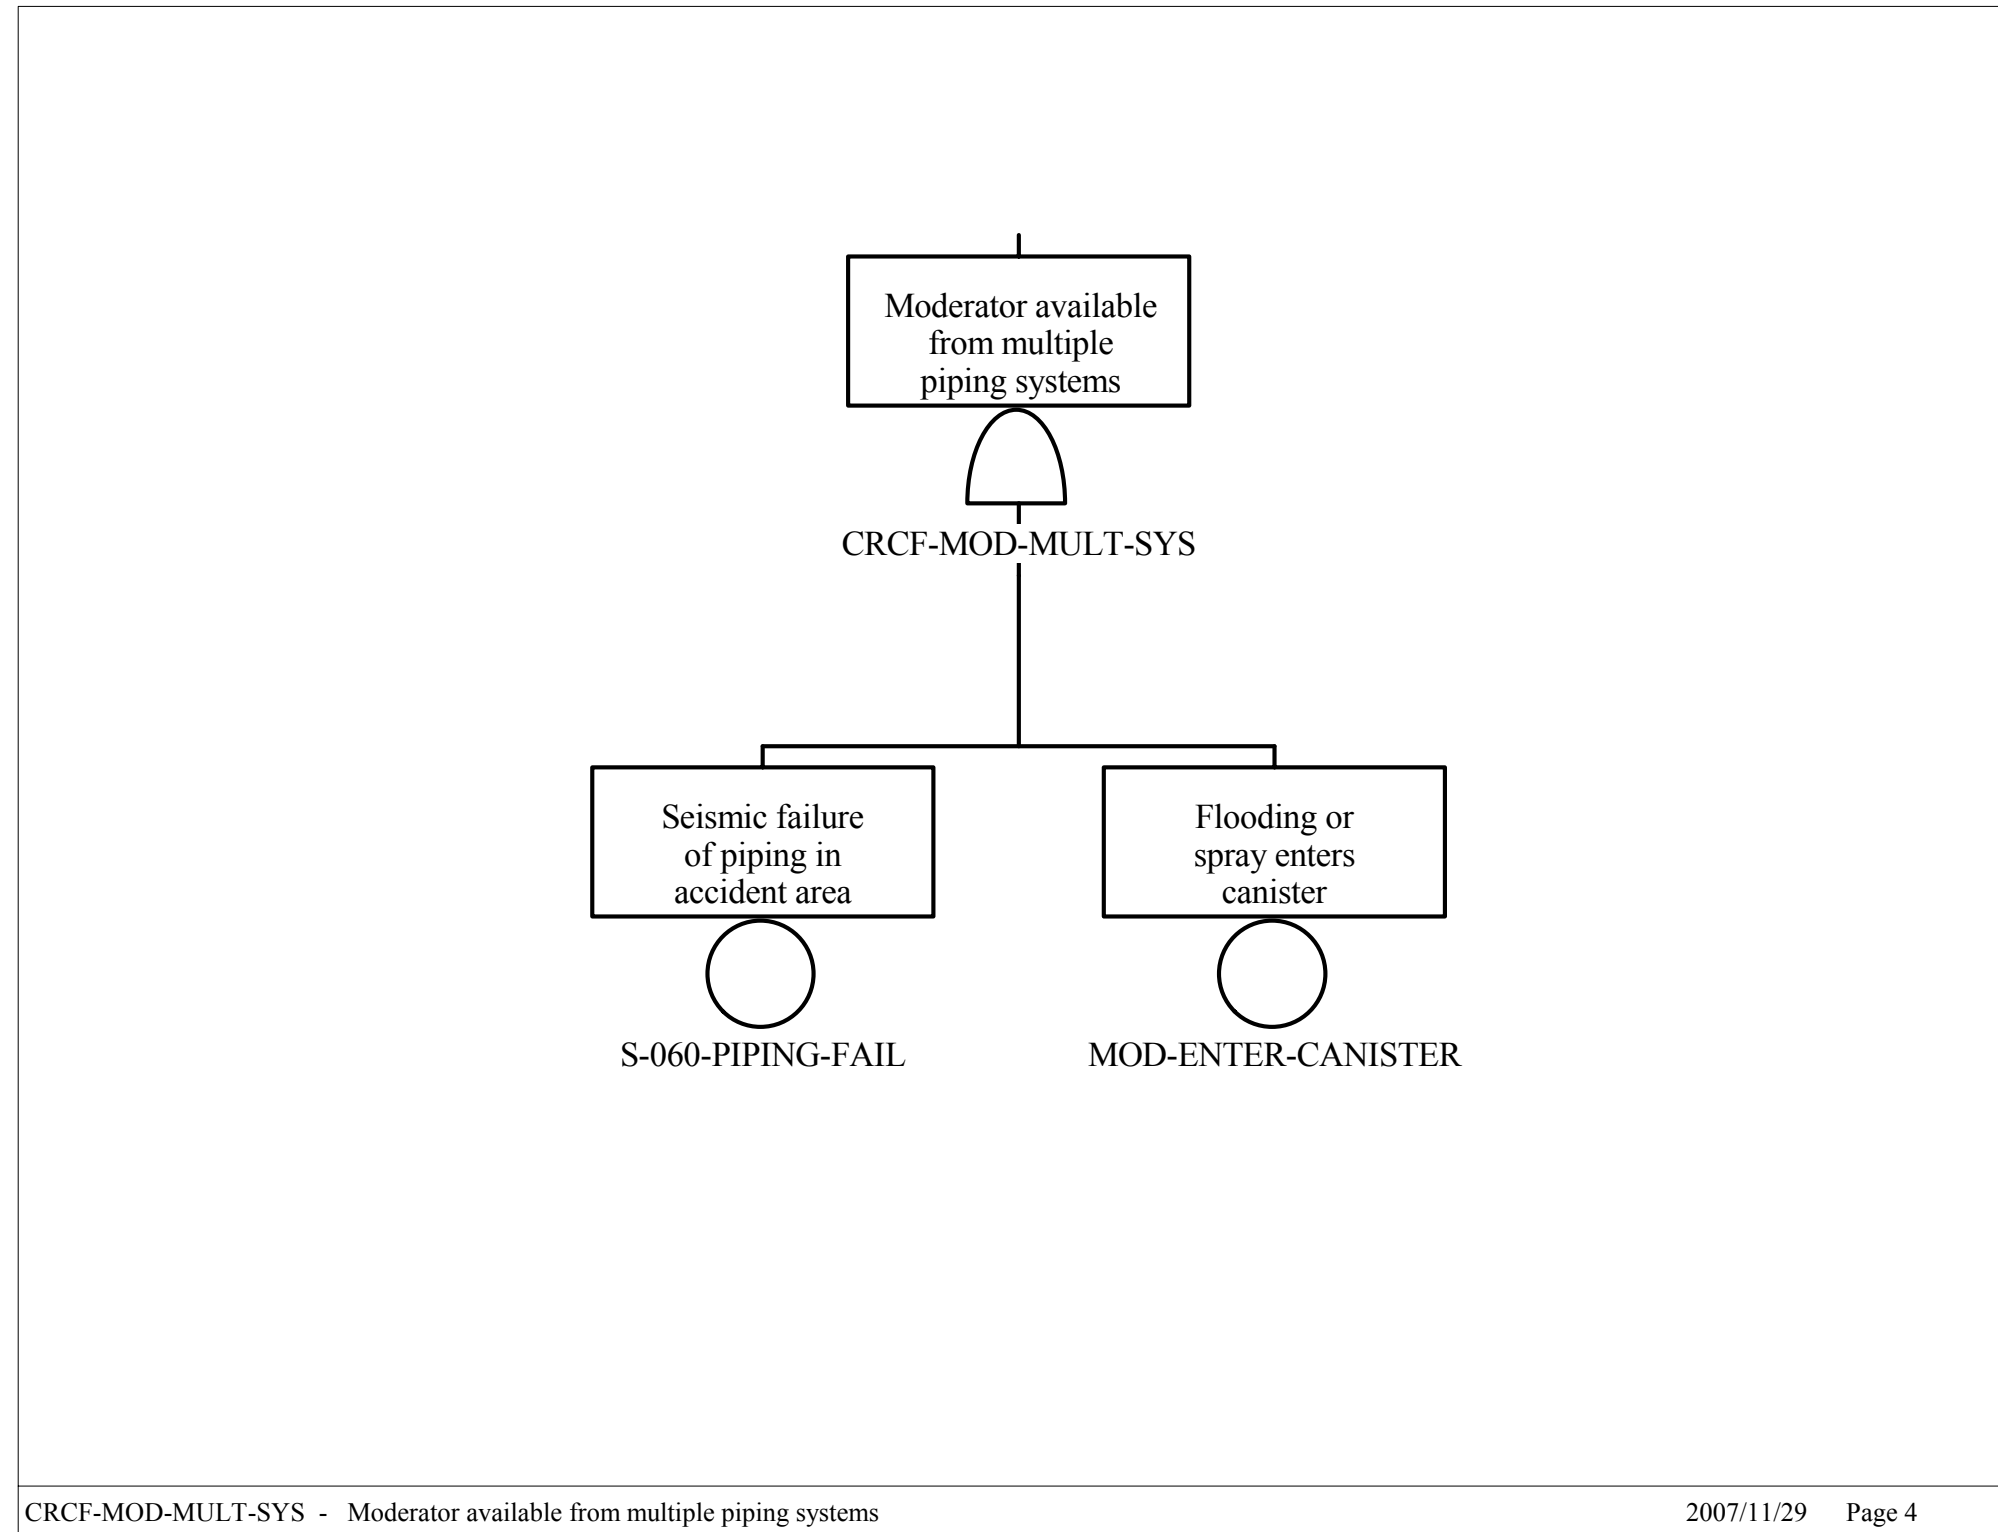 Moderator available
from multiple
piping systems
CRCF-MOD-MULT-SYS
Seismic failure
of piping in
accident area
S-060-PIPING-FAIL
Flooding or
spray enters
canister
MOD-ENTER-CANISTER
CRCF-MOD-MULT-SYS - Moderator available from multiple piping systems
2007/11/29 Page 4